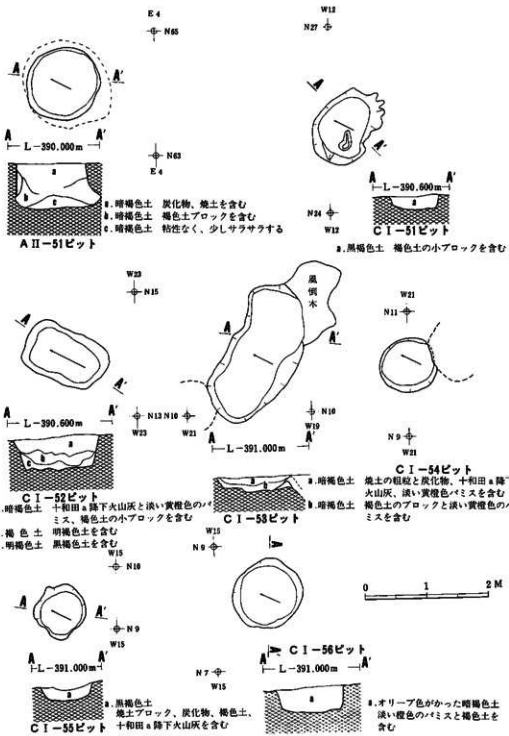 E 4
N65
A A'
A A'
L-390.000m
a
b
c
N63
E 4
a.暗褐色土 炭化物、焼土を含む
b.暗褐色土 褐色土ブロックを含む
c.暗褐色土 粘性なく、少しサラサラする
AⅡ-51ピット
W12
N27
A
A'
A A'
L-390.600m
a
N24
W12
CⅠ-51ピット
a.黒褐色土 褐色土の小ブロックを含む
W23
N15
A
A'
A A'
L-390.600m
a
b
c
N13
W23
CⅠ-52ピット
.暗褐色土 十和田a降下火山灰と淡い黄橙色のパ
ミス、褐色土の小ブロックを含む
.褐色土 明褐色土を含む
.明褐色土 黒褐色土を含む
風倒木
A A'
N10
W21
N10
W19
A A'
L-391.000m
a
b
CⅠ-53ピット
a.暗褐色土 焼土の粗粒と炭化物、十和田a降下
火山灰、淡い黄橙色パミスを含む
b.暗褐色土 褐色土のブロックと淡い黄橙色のパ
ミスを含む
W21
N11
N9
W21
CⅠ-54ピット
W15
N10
A A'
N9
W15
A A'
L-391.000m
a
CⅠ-55ピット
a.黒褐色土
焼土ブロック、炭化物、褐色土、
十和田a降下火山灰を含む
W15
N9
A
N7
W15
A'
CⅠ-56ピット
A A'
L-391.000m
a
a.オリーブ色がかった暗褐色土
淡い橙色のパミスと褐色土を
含む
0 1 2M